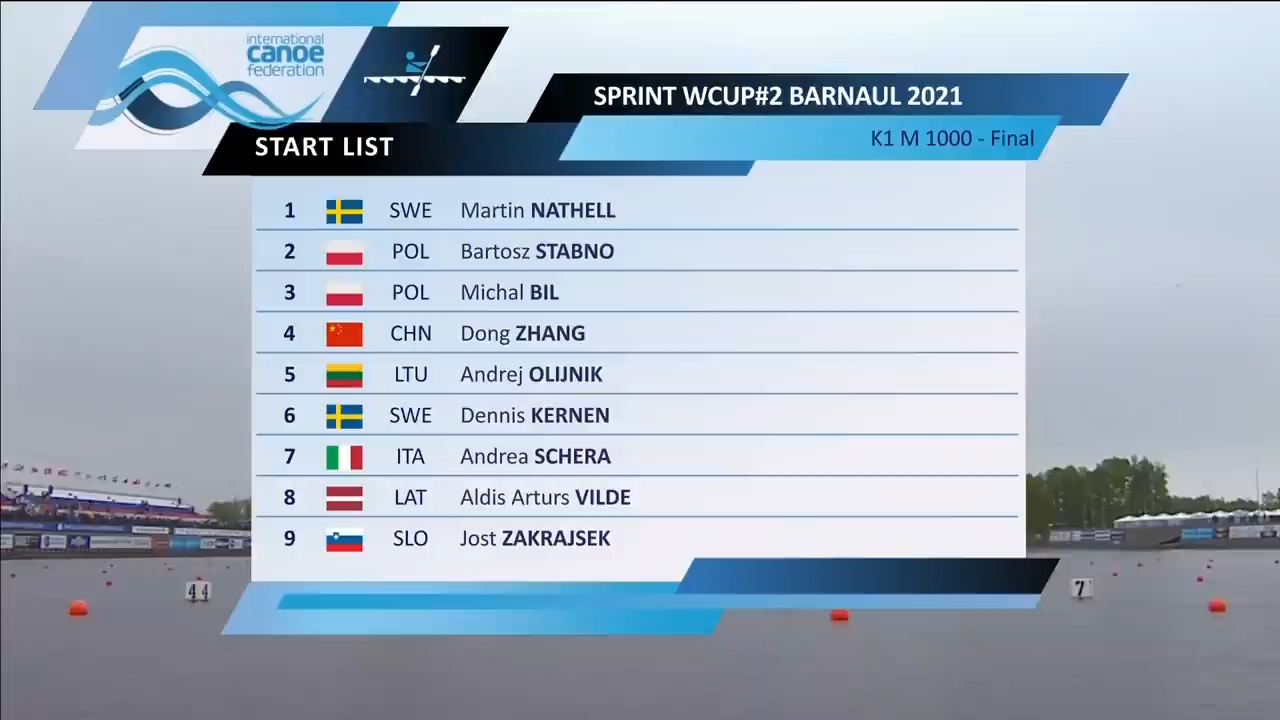 international
canoe
federation
SPRINT WCUP#2 BARNAUL 2021
START LIST
K1 M 1000 - Final
1 SWE Martin NATHELL
2 POL Bartosz STABNO
3 POL Michal BIL
4 CHN Dong ZHANG
5 LTU Andrej OLIJNIK
6 SWE Dennis KERNEN
7 ITA Andrea SCHERA
8 LAT Aldis Arturs VILDE
9 SLO Jost ZAKRAJSEK
44
7